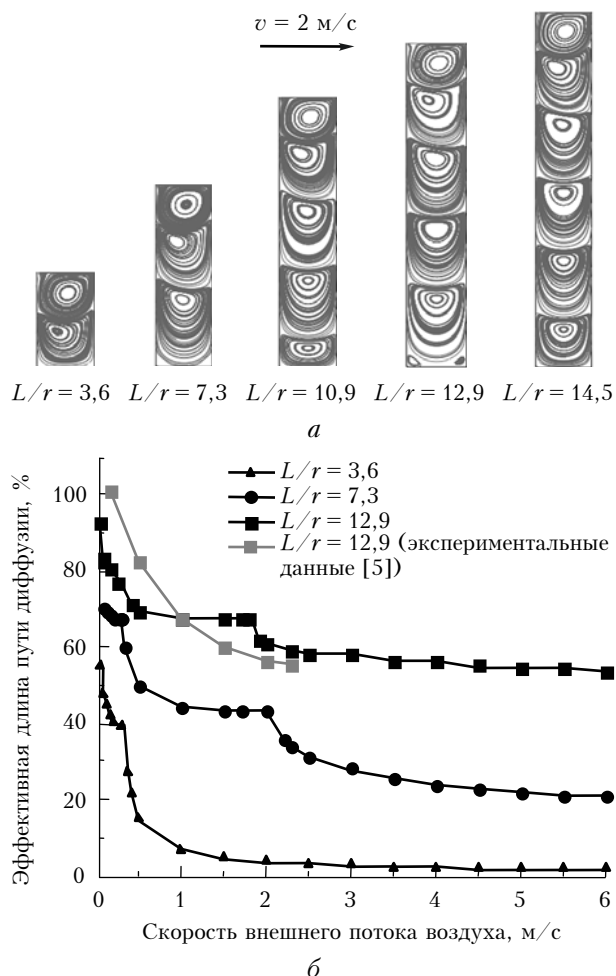 v = 2 м/с
L/r = 3,6 L/r = 7,3 L/r = 10,9 L/r = 12,9 L/r = 14,5
а
Эффективная длина пути диффузии, %
100
80
60
40
20
0
L/r = 3,6
L/r = 7,3
L/r = 12,9
L/r = 12,9 (экспериментальные
данные [5])
0 1 2 3 4 5 6
Скорость внешнего потока воздуха, м/с
б